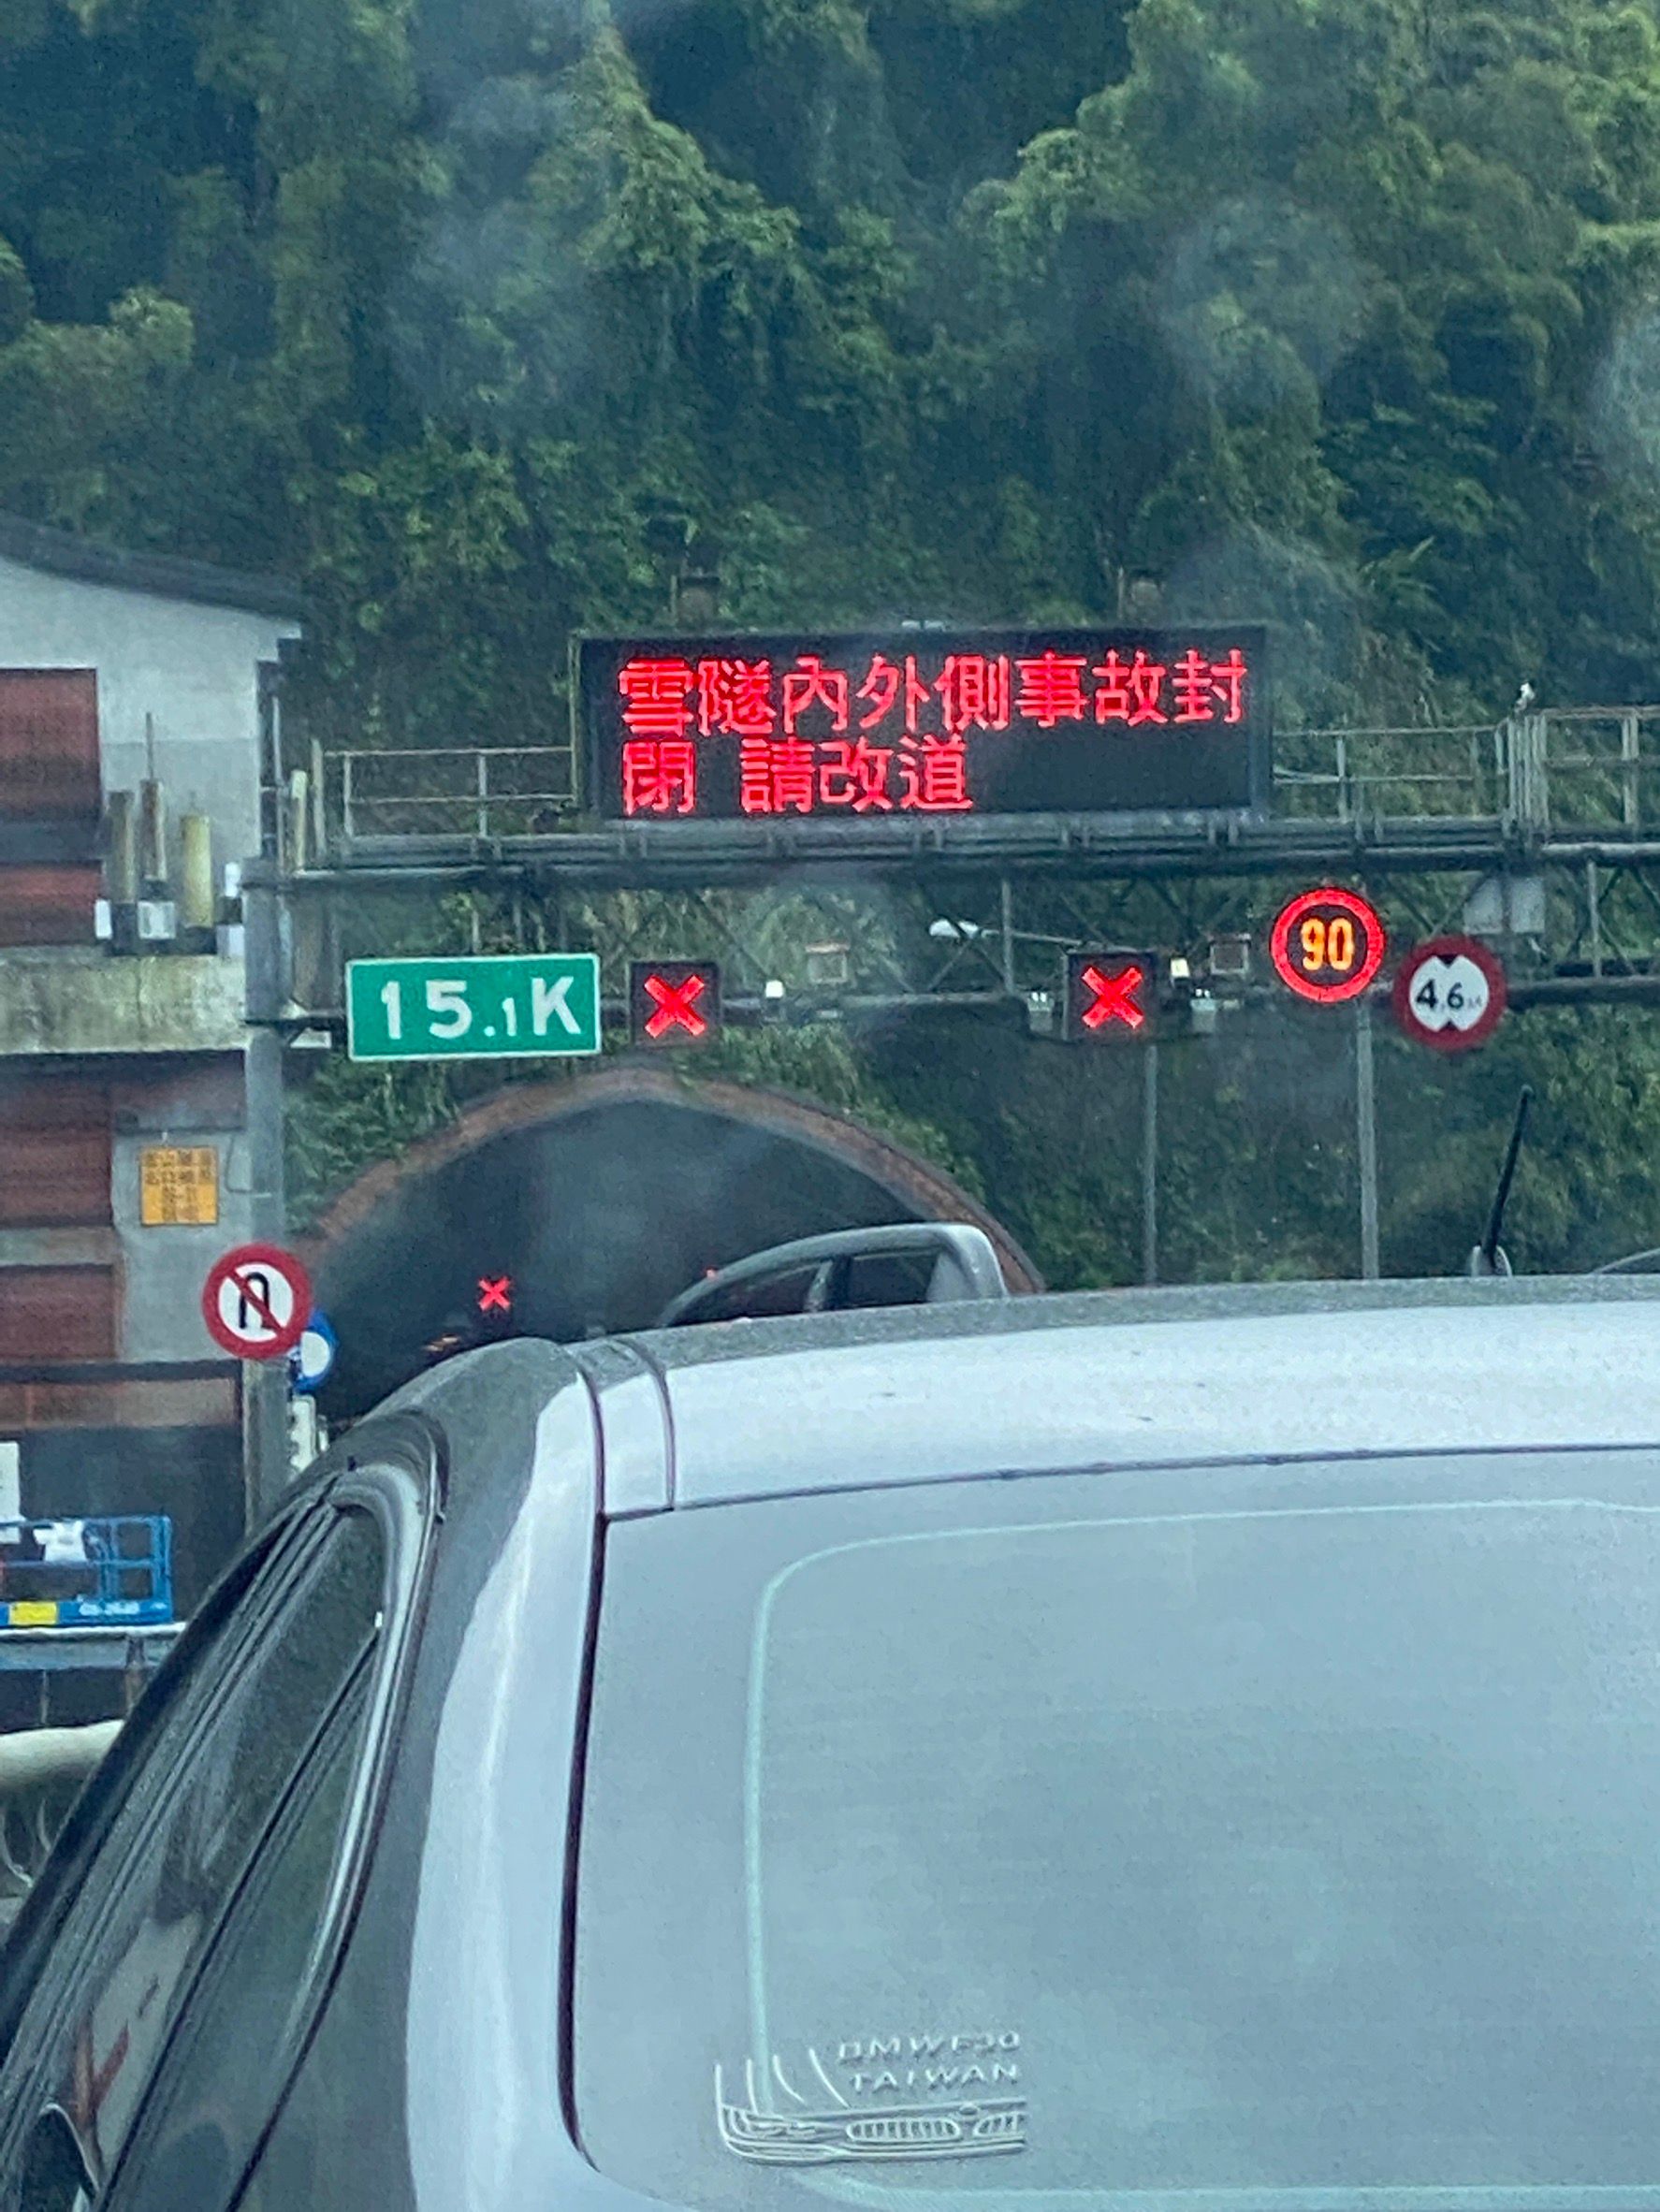 雪隧內外側事故封
閉 請改道
90
4.6
15.1K
BMW F30
TAIWAN